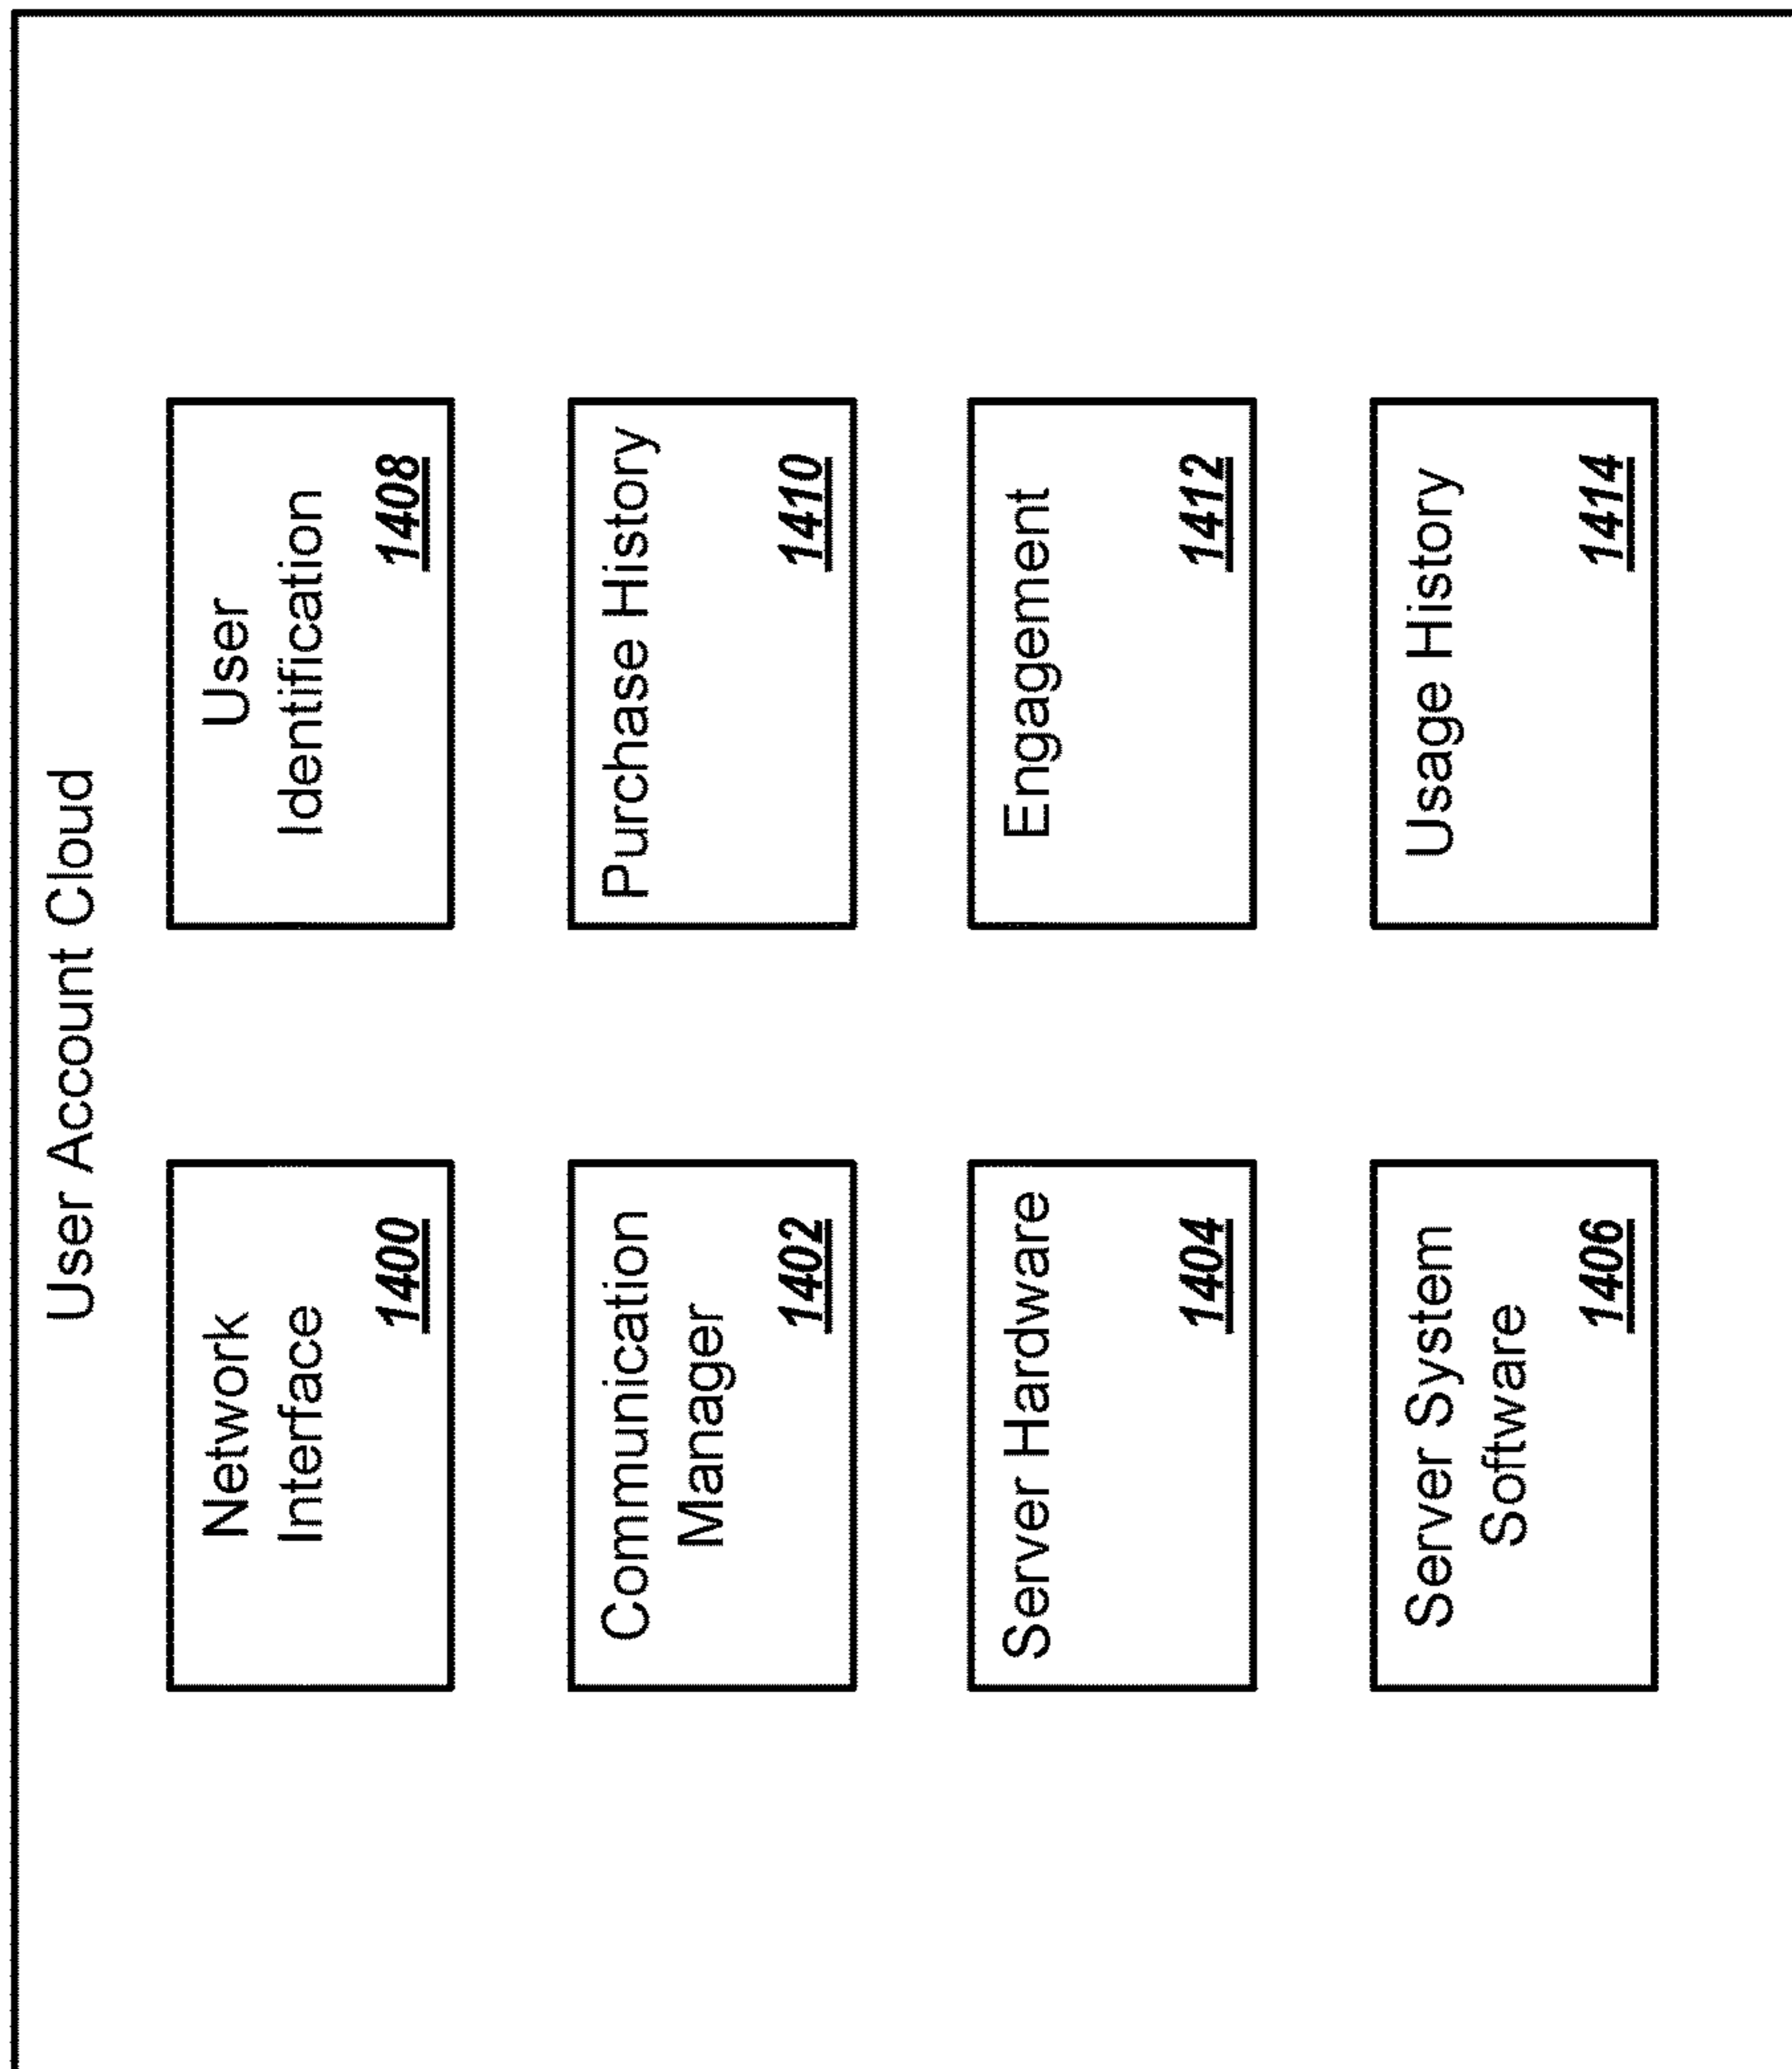 User Account Cloud
Network
Interface
1400
Communication
Manager
1402
Server Hardware
1404
Server System
Software
1406
User
Identification
1408
Purchase History
1410
Engagement
1412
Usage History
1414